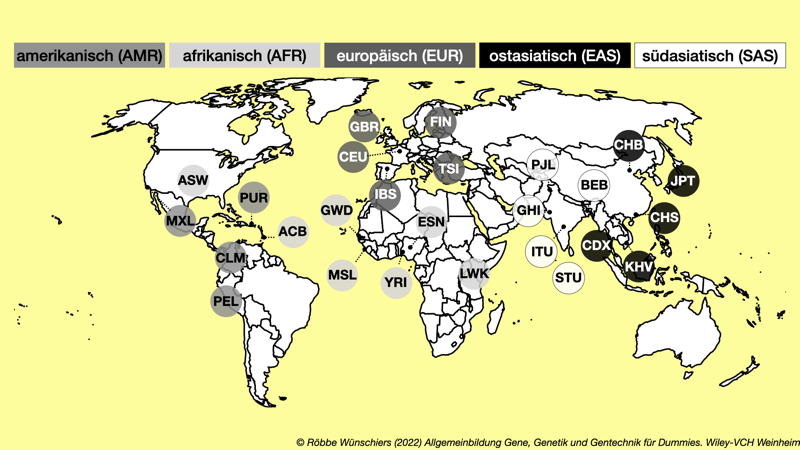 amerikanisch (AMR) afrikanisch (AFR) europäisch (EUR) ostasiatisch (EAS) südasiatisch (SAS)
GBR
FIN
CEU
TSI
CHB
PJL
ASW
PUR
IBS
BEB
JPT
MXL
GWD
ESN
GHI
CHS
ACB
CLM
ITU
CDX
MSL
YRI
LWK
STU
KHV
PEL
© Röbbe Wünschiers (2022) Allgemeinbildung Gene, Genetik und Gentechnik für Dummies. Wiley-VCH Weinheim